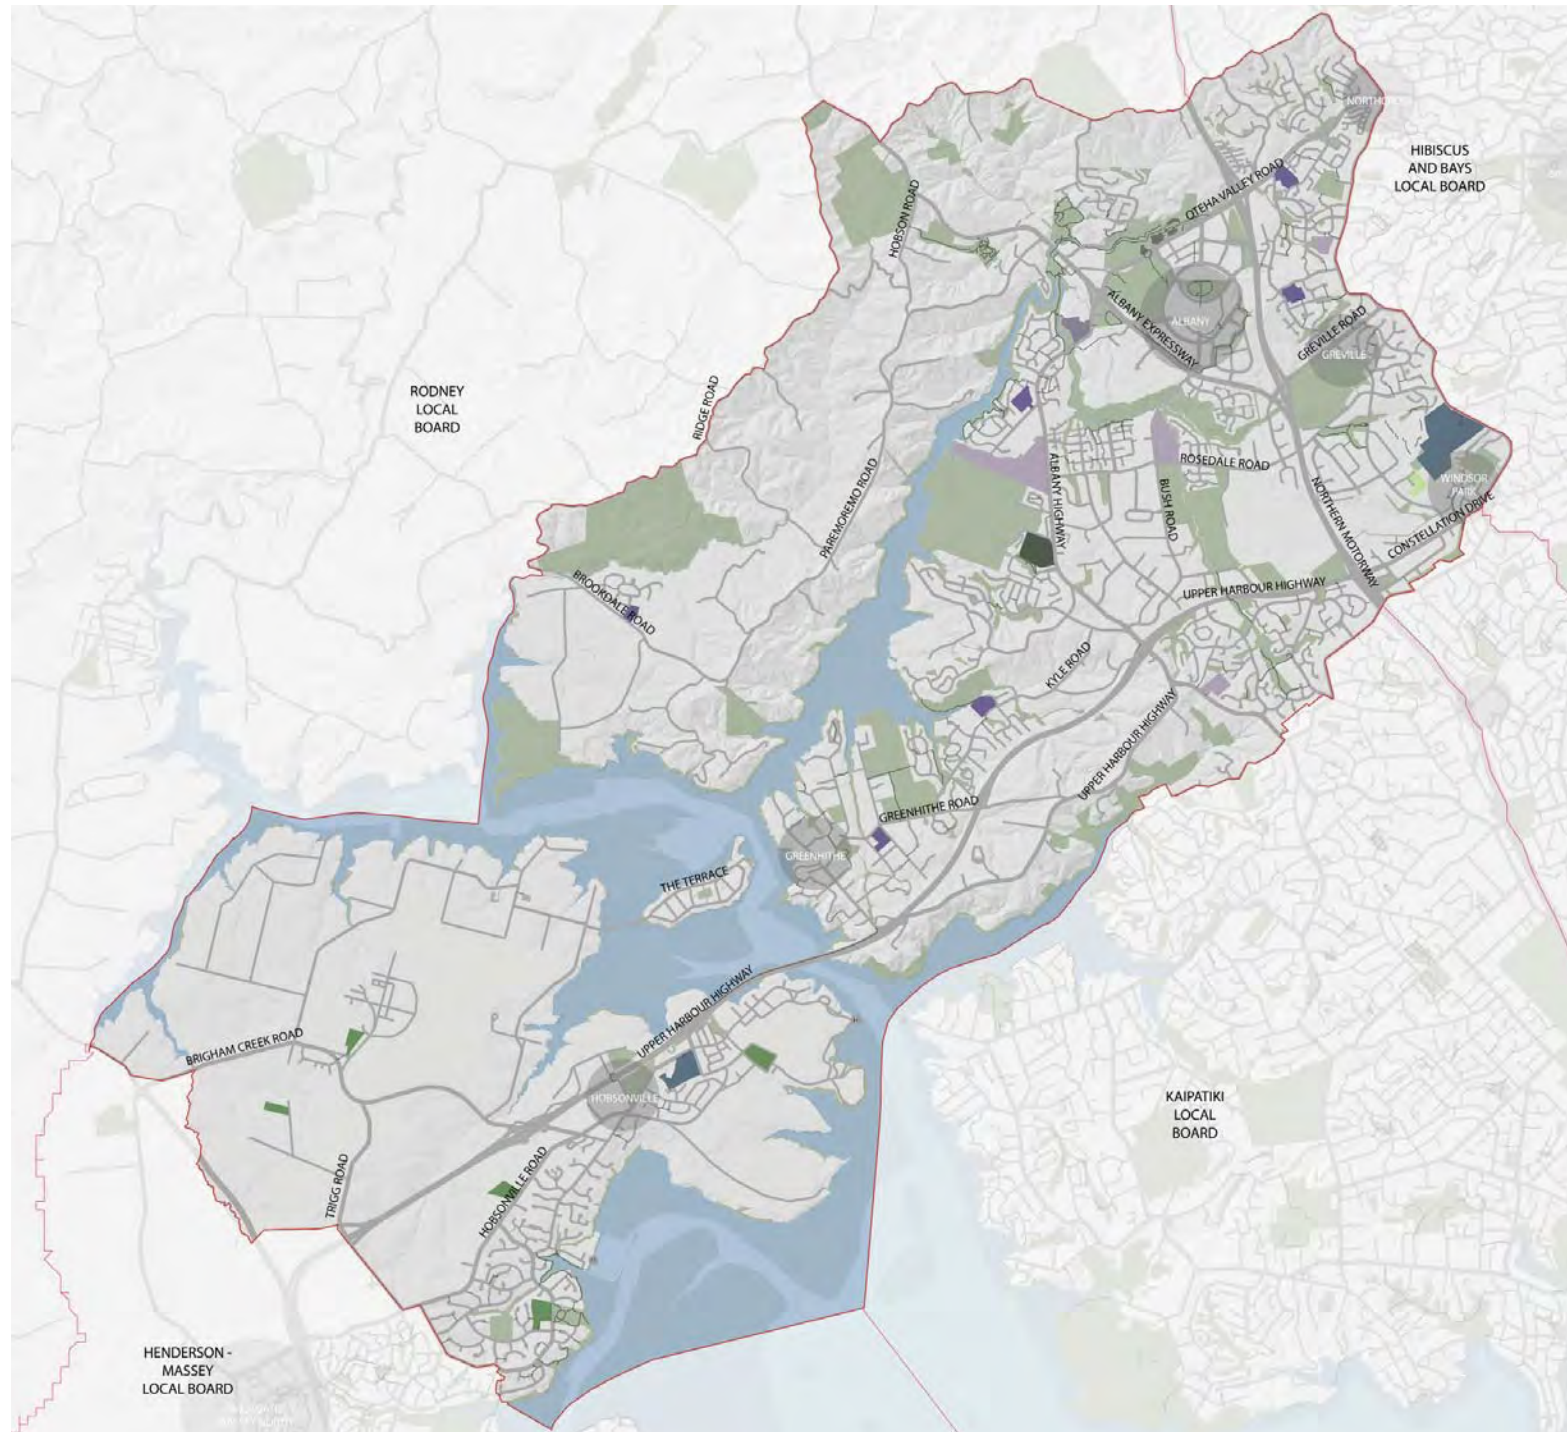 NORTHCROSS
HIBISCUS
AND BAYS
LOCAL BOARD
QTEHA VALLEY ROAD
HOBSON ROAD
ALBANY EXPRESSWAY
ALBANY
GREVILLE ROAD
GREVILLE
RODNEY
LOCAL
BOARD
RIDGE ROAD
ALBANY HIGHWAY
ROSEDALE ROAD
BUSH ROAD
PAREMOREMO ROAD
NORTHERN MOTORWAY
WINDSOR
PARK
CONSTELLATION DRIVE
BROOKDALE ROAD
UPPER HARBOUR HIGHWAY
KYLE ROAD
UPPER HARBOUR HIGHWAY
GREENHITHE ROAD
GREENHITHE
THE TERRACE
UPPER HARBOUR HIGHWAY
BRIGHAM CREEK ROAD
HOBSONVILLE
KAIPATIKI
LOCAL
BOARD
TRIGG ROAD
HOBSONVILLE ROAD
HENDERSON -
MASSEY
LOCAL BOARD